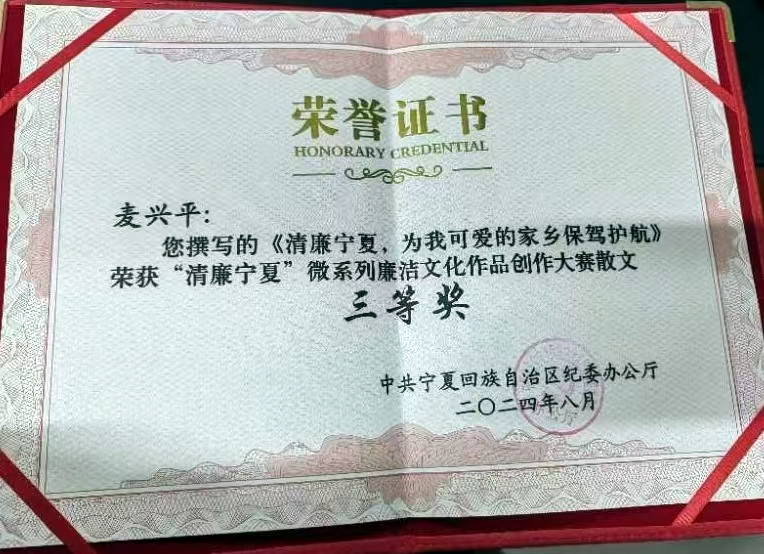 荣誉证书
HONORARY CREDENTIAL
麦兴平：
您撰写的《清廉宁夏，为我可爱的家乡保驾护航》
荣获“清廉宁夏”微系列廉洁文化作品创作大赛散文
三等奖
中共宁夏回族自治区纪委办公厅
二〇二四年八月